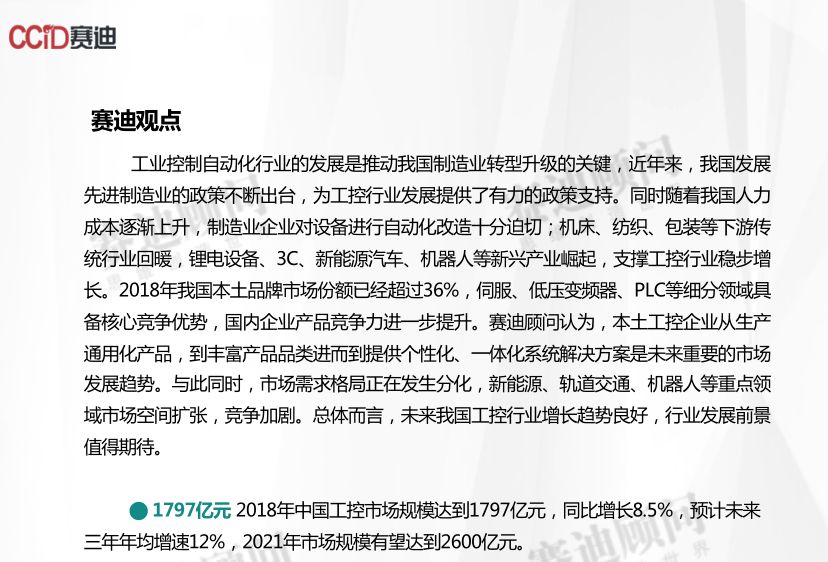 CCID赛迪
赛迪观点
工业控制自动化行业的发展是推动我国制造业转型升级的关键，近年来，我国发展
先进制造业的政策不断出台，为工控行业发展提供了有力的政策支持。同时随着我国人力
成本逐渐上升，制造业企业对设备进行自动化改造十分迫切；机床、纺织、包装等下游传
统行业回暖，锂电设备、3C、新能源汽车、机器人等新兴产业崛起，支撑工控行业稳步增
长。2018年我国本土品牌市场份额已经超过36%，伺服、低压变频器、PLC等细分领域具
备核心竞争优势，国内企业产品竞争力进一步提升。赛迪顾问认为，本土工控企业从生产
通用化产品，到丰富产品品类进而到提供个性化、一体化系统解决方案是未来重要的市场
发展趋势。与此同时，市场需求格局正在发生分化，新能源、轨道交通、机器人等重点领
域市场空间扩张，竞争加剧。总体而言，未来我国工控行业增长趋势良好，行业发展前景
值得期待。
1797亿元 2018年中国工控市场规模达到1797亿元，同比增长8.5%，预计未来
三年年均增速12%，2021年市场规模有望达到2600亿元。
赛迪顾问
赛迪顾问
赛迪顾问